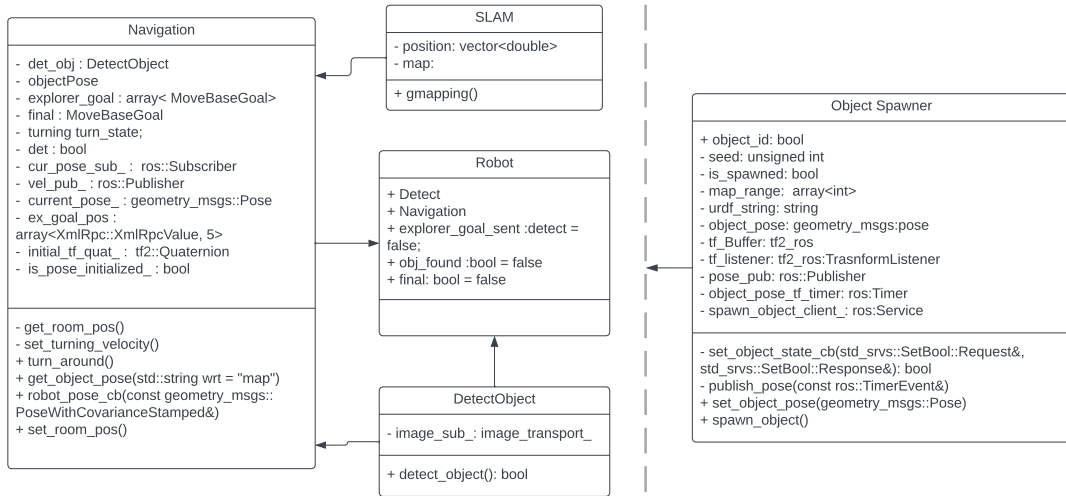 Navigation
- det_obj : DetectObject
- objectPose
- explorer_goal : array< MoveBaseGoal>
- final : MoveBaseGoal
- turning turn_state;
- det : bool
- cur_pose_sub_ : ros::Subscriber
- vel_pub_ : ros::Publisher
- current_pose_ : geometry_msgs::Pose
- ex_goal_pos :
array<XmlRpc::XmlRpcValue, 5>
- initial_tf_quat_ : tf2::Quaternion
- is_pose_initialized_ : bool
- get_room_pos()
- set_turning_velocity()
+ turn_around()
+ get_object_pose(std::string wrt = "map")
+ robot_pose_cb(const geometry_msgs::
PoseWithCovarianceStamped&)
+ set_room_pos()
SLAM
- position: vector<double>
- map:
+ gmapping()
Robot
+ Detect
+ Navigation
+ explorer_goal_sent :detect =
false;
+ obj_found :bool = false
+ final: bool = false
DetectObject
- image_sub_: image_transport_
+ detect_object(): bool
Object Spawner
+ object_id: bool
- seed: unsigned int
- is_spawned: bool
- map_range: array<int>
- urdf_string: string
- object_pose: geometry_msgs:pose
- tf_Buffer: tf2_ros
- tf_listener: tf2_ros:TrasnformListener
- pose_pub: ros::Publisher
- object_pose_tf_timer: ros:Timer
- spawn_object_client_: ros:Service
- set_object_state_cb(std_srvs::SetBool::Request&,
std_srvs::SetBool::Response&): bool
- publish_pose(const ros::TimerEvent&)
+ set_object_pose(geometry_msgs::Pose)
+ spawn_object()